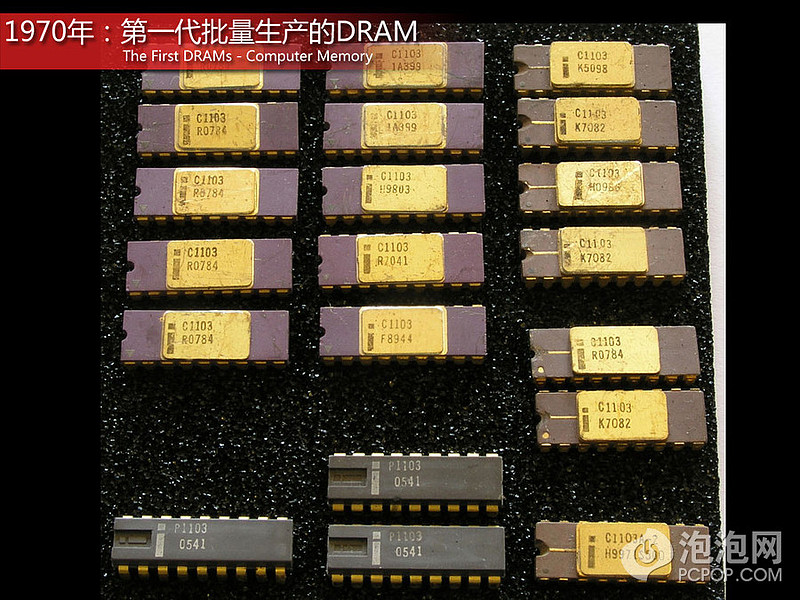 1970年：第一代批量生产的DRAM
The First DRAMs - Computer Memory
C1103
1A399
C1103
K5098
C1103
R0784
C1103
1A399
C1103
K7082
C1103
R0784
C1103
H9803
C1103
C1103
R0784
C1103
R7041
C1103
K7082
C1103
R0784
C1103
F8944
C1103
R0784
C1103
K7082
P1103
0541
P1103
0541
P1103
0541
泡泡网
PCPOP.COM